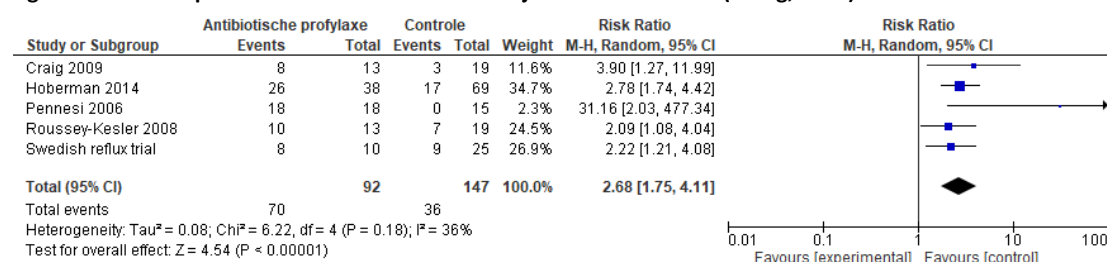 Antibiotische profylaxe Controle Risk Ratio Risk Ratio
Study or Subgroup Events Total Events Total Weight M-H, Random, 95% CI M-H, Random, 95% CI
Craig 2009 8 13 3 19 11.6% 3.90 [1.27, 11.99]
Hoberman 2014 26 38 17 69 34.7% 2.78 [1.74, 4.42]
Pennesi 2006 18 18 0 15 2.3% 31.16 [2.03, 477.34]
Roussey-Kesler 2008 10 13 7 19 24.5% 2.09 [1.08, 4.04]
Swedish reflux trial 8 10 9 25 26.9% 2.22 [1.21, 4.08]
Total (95% CI) 92 147 100.0% 2.68 [1.75, 4.11]
Total events 70 36
Heterogeneity: Tau² = 0.08; Chi² = 6.22, df = 4 (P = 0.18); I² = 36%
Test for overall effect: Z = 4.54 (P < 0.00001)
0.01 0.1 1 10 100
Favours [experimental] Favours [control]